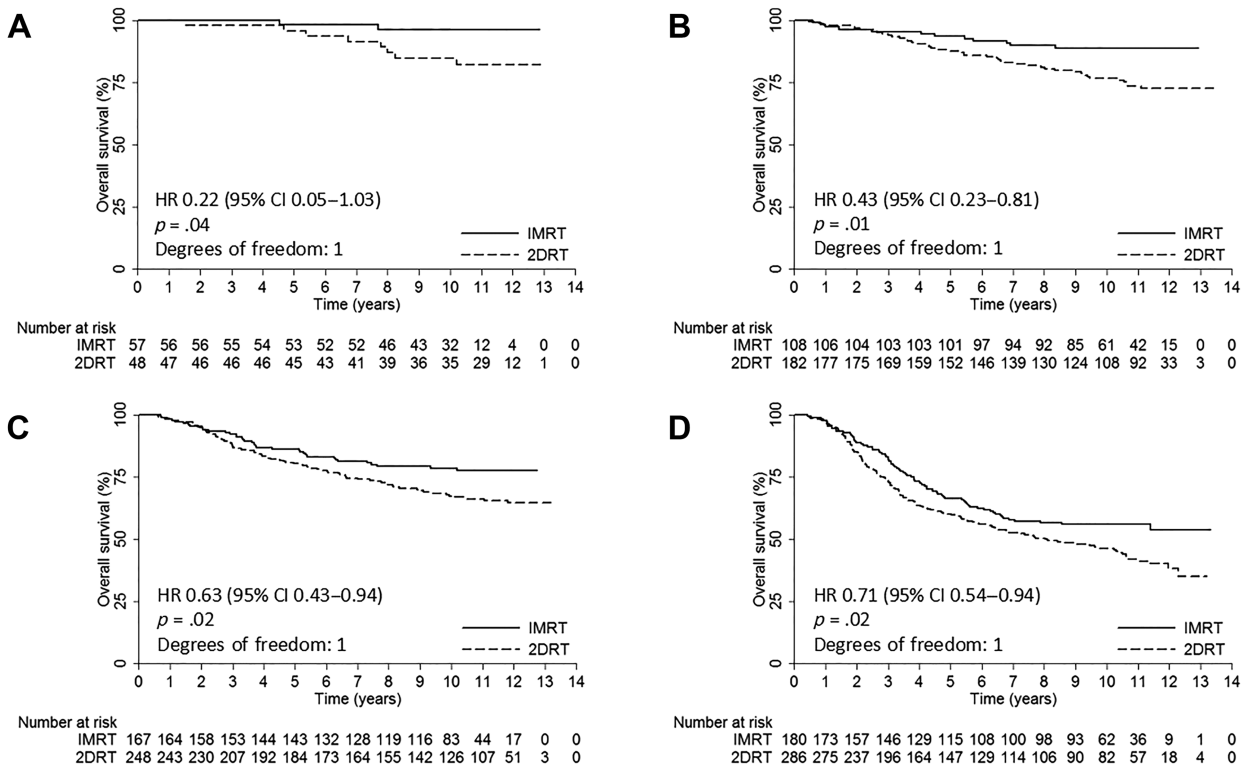 A
Overall survival (%)
100
75
50
25
0
HR 0.22 (95% CI 0.05–1.03)
p = .04
Degrees of freedom: 1
IMRT
2DRT
0 1 2 3 4 5 6 7 8 9 10 11 12 13 14
Time (years)
Number at risk
IMRT 57 56 56 55 54 53 52 52 46 43 32 12 4 0 0
2DRT 48 47 46 46 46 45 43 41 39 36 35 29 12 1 0
B
Overall survival (%)
100
75
50
25
0
HR 0.43 (95% CI 0.23–0.81)
p = .01
Degrees of freedom: 1
IMRT
2DRT
0 1 2 3 4 5 6 7 8 9 10 11 12 13 14
Time (years)
Number at risk
IMRT 108 106 104 103 103 101 97 94 92 85 61 42 15 0 0
2DRT 182 177 175 169 159 152 146 139 130 124 108 92 33 3 0
C
Overall survival (%)
100
75
50
25
0
HR 0.63 (95% CI 0.43–0.94)
p = .02
Degrees of freedom: 1
IMRT
2DRT
0 1 2 3 4 5 6 7 8 9 10 11 12 13 14
Time (years)
Number at risk
IMRT 167 164 158 153 144 143 132 128 119 116 83 44 17 0 0
2DRT 248 243 230 207 192 184 173 164 155 142 126 107 51 3 0
D
Overall survival (%)
100
75
50
25
0
HR 0.71 (95% CI 0.54–0.94)
p = .02
Degrees of freedom: 1
IMRT
2DRT
0 1 2 3 4 5 6 7 8 9 10 11 12 13 14
Time (years)
Number at risk
IMRT 180 173 157 146 129 115 108 100 98 93 62 36 9 1 0
2DRT 286 275 237 196 164 147 129 114 106 90 82 57 18 4 0